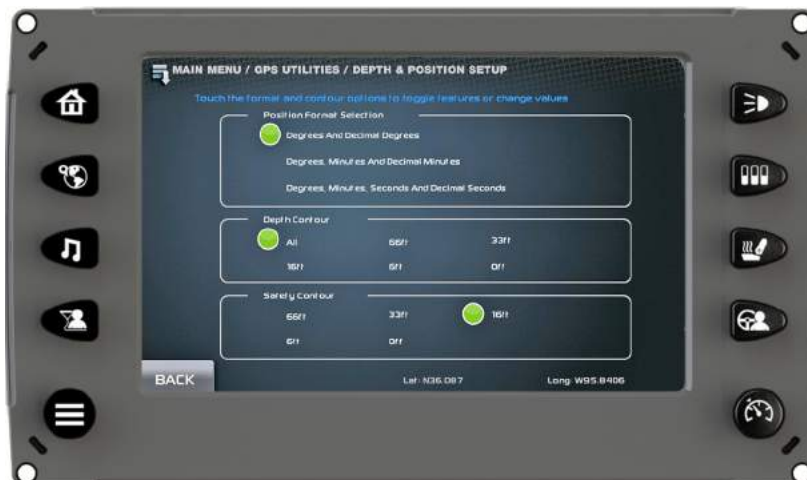 MAIN MENU / GPS UTILITIES / DEPTH & POSITION SETUP
Touch the format and contour options to toggle features or change values
Position Format Selection
Degrees And Decimal Degrees
Degrees, Minutes And Decimal Minutes
Degrees, Minutes, Seconds And Decimal Seconds
Depth Contour
All 66ft 33ft
16ft 6ft Off
Safety Contour
66ft 33ft 16ft
6ft Off
BACK Lat: N36.087 Long: W95.8406